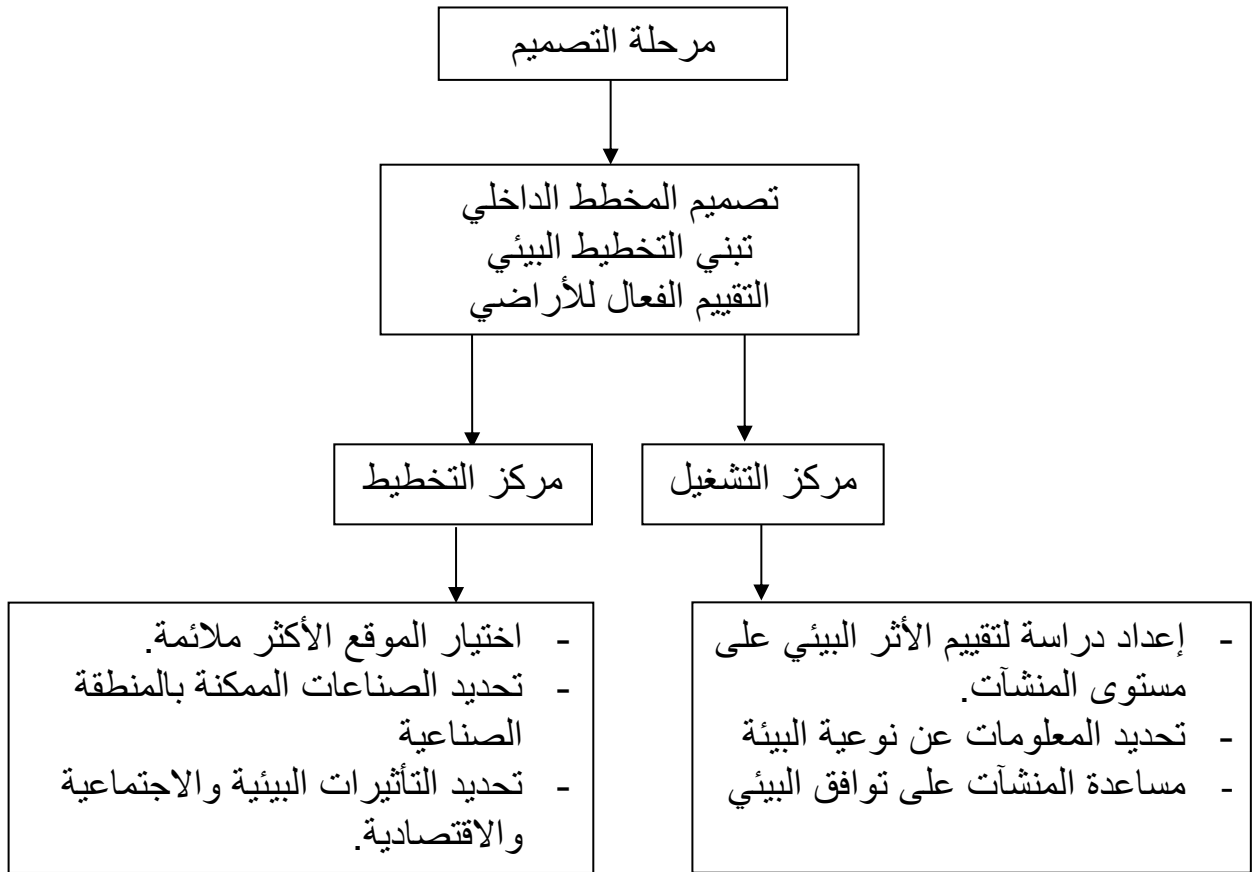 مرحلة التصميم
تصميم المخطط الداخلي
تبني التخطيط البيئي
التقييم الفعال للأراضي
مركز التشغيل
مركز التخطيط
- إعداد دراسة لتقييم الأثر البيئي على
مستوى المنشآت.
- تحديد المعلومات عن نوعية البيئة
- مساعدة المنشآت على توافق البيئي
- اختيار الموقع الأكثر ملائمة.
- تحديد الصناعات الممكنة بالمنطقة
الصناعية
- تحديد التأثيرات البيئية والاجتماعية
والاقتصادية.